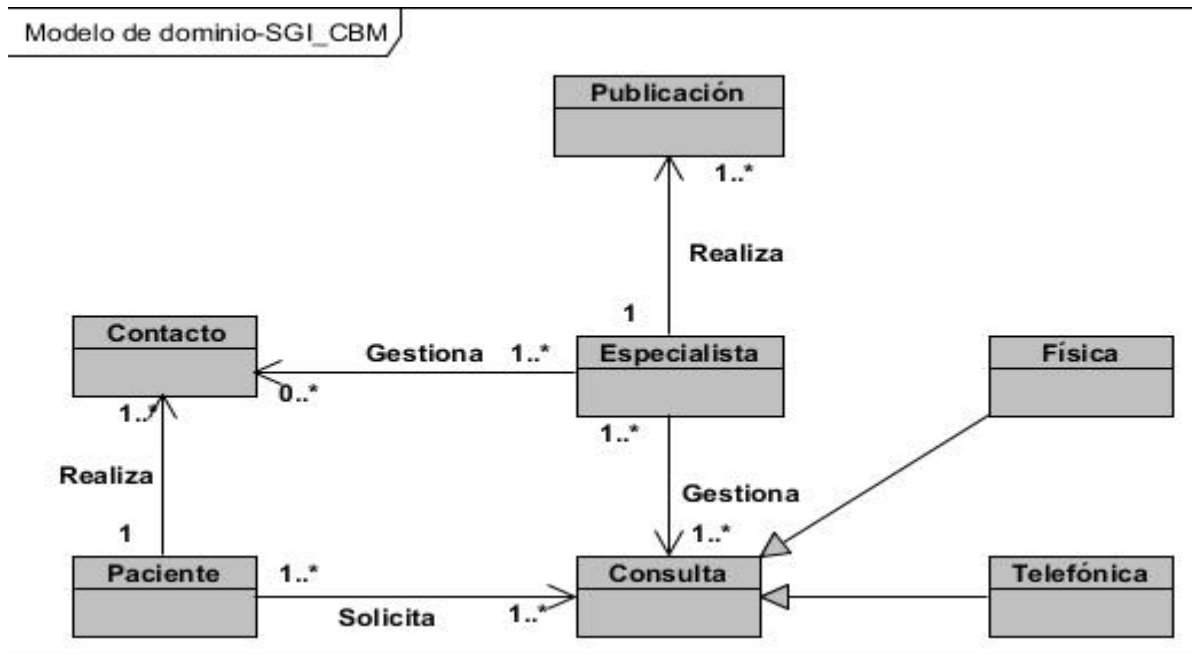 Modelo de dominio-SGI_CBM
Publicación
1..*
Realiza
1
Contacto
Gestiona 1..*
Especialista
Física
0..*
1..*
1..*
Realiza
Gestiona
1
1..*
Paciente
1..*
Consulta
Telefónica
Solicita
1..*